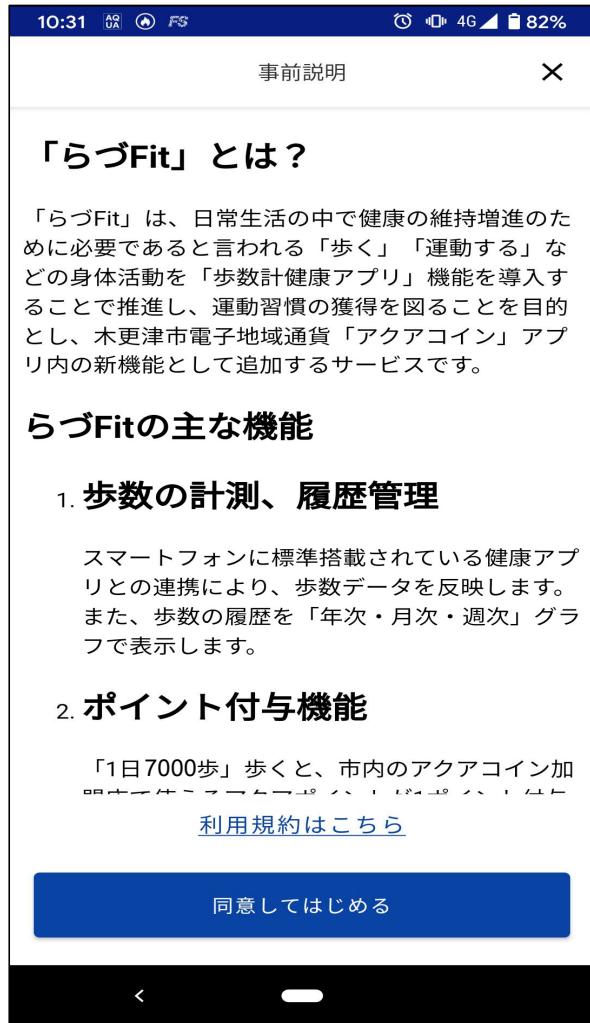 10:31 AQUA FS 4G 82%
事前説明
「らづFit」とは？
「らづFit」は、日常生活の中で健康の維持増進のた
めに必要であると言われる「歩く」「運動する」な
どの身体活動を「歩数計健康アプリ」機能を導入す
ることで推進し、運動習慣の獲得を図ることを目的
とし、木更津市電子地域通貨「アクアコイン」アプ
リ内の新機能として追加するサービスです。
らづFitの主な機能
1. 歩数の計測、履歴管理
スマートフォンに標準搭載されている健康アプ
リとの連携により、歩数データを反映します。
また、歩数の履歴を「年次・月次・週次」グラ
フで表示します。
2. ポイント付与機能
「1日7000歩」歩くと、市内のアクアコイン加
利用規約はこちら
同意してはじめる